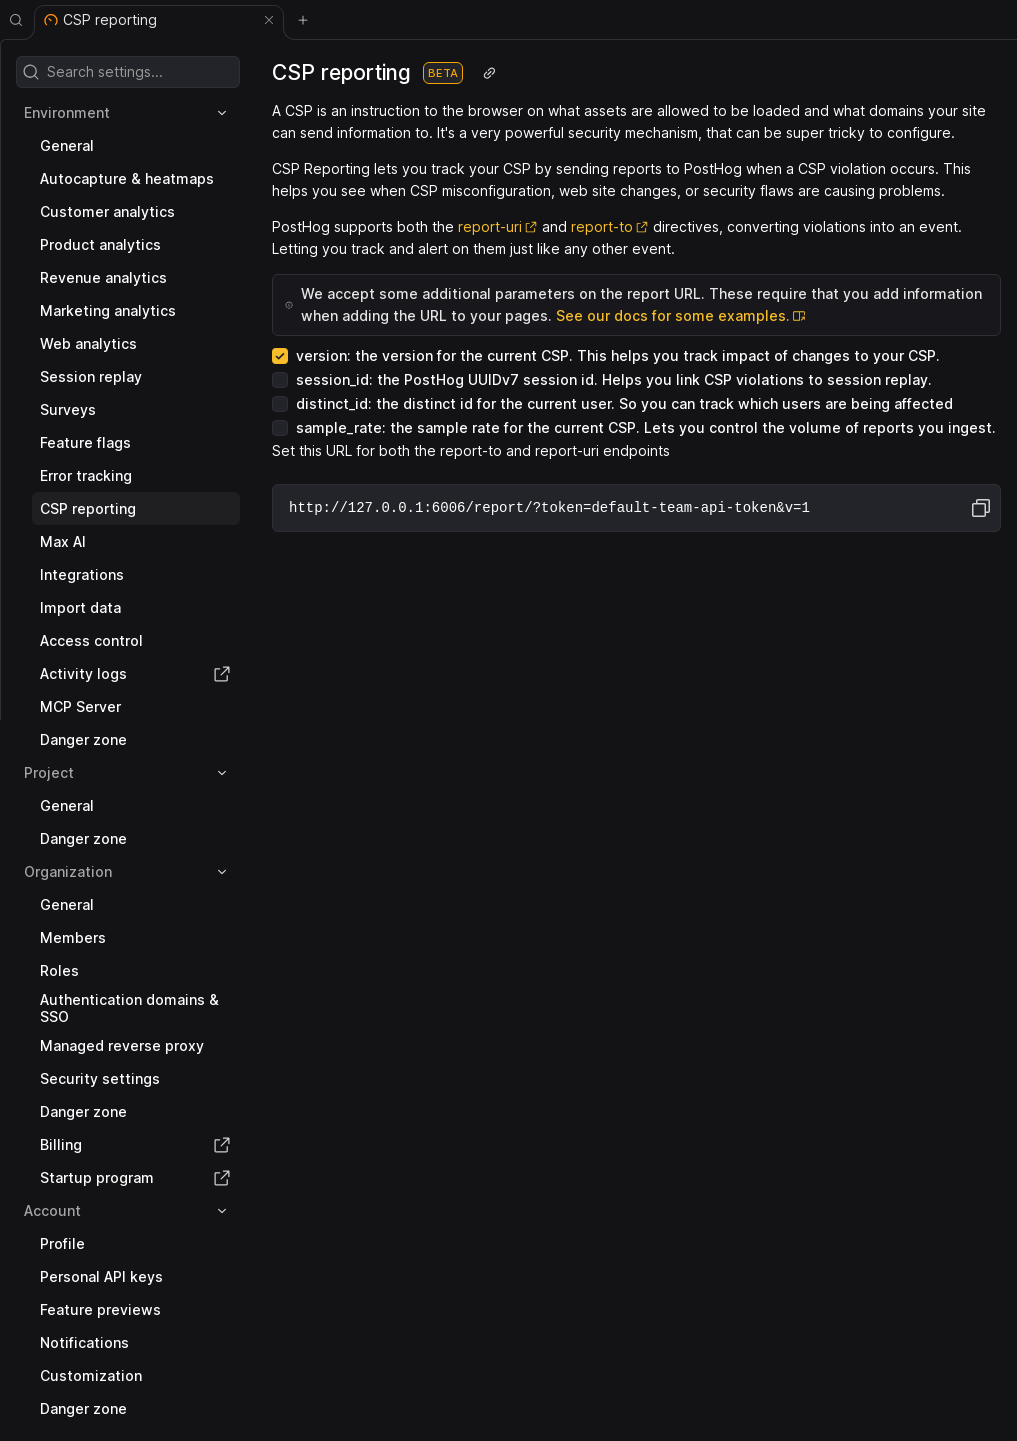 CSP reporting
Search settings...
Environment
General
Autocapture & heatmaps
Customer analytics
Product analytics
Revenue analytics
Marketing analytics
Web analytics
Session replay
Surveys
Feature flags
Error tracking
CSP reporting
Max AI
Integrations
Import data
Access control
Activity logs
MCP Server
Danger zone
Project
General
Danger zone
Organization
General
Members
Roles
Authentication domains &
SSO
Managed reverse proxy
Security settings
Danger zone
Billing
Startup program
Account
Profile
Personal API keys
Feature previews
Notifications
Customization
Danger zone
CSP reporting BETA
A CSP is an instruction to the browser on what assets are allowed to be loaded and what domains your site
can send information to. It's a very powerful security mechanism, that can be super tricky to configure.
CSP Reporting lets you track your CSP by sending reports to PostHog when a CSP violation occurs. This
helps you see when CSP misconfiguration, web site changes, or security flaws are causing problems.
PostHog supports both the report-uri and report-to directives, converting violations into an event.
Letting you track and alert on them just like any other event.
We accept some additional parameters on the report URL. These require that you add information
when adding the URL to your pages. See our docs for some examples.
version: the version for the current CSP. This helps you track impact of changes to your CSP.
session_id: the PostHog UUIDv7 session id. Helps you link CSP violations to session replay.
distinct_id: the distinct id for the current user. So you can track which users are being affected
sample_rate: the sample rate for the current CSP. Lets you control the volume of reports you ingest.
Set this URL for both the report-to and report-uri endpoints
http://127.0.0.1:6006/report/?token=default-team-api-token&v=1